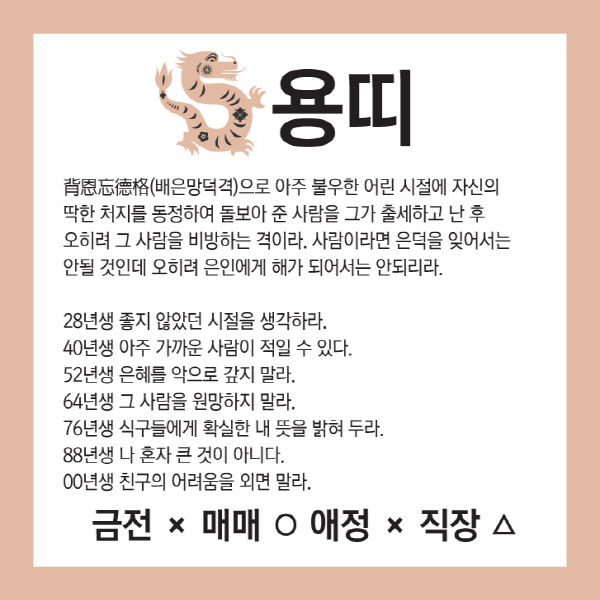 용띠
背恩忘德格(배은망덕격)으로 아주 불우한 어린 시절에 자신의
딱한 처지를 동정하여 돌보아 준 사람을 그가 출세하고 난 후
오히려 그 사람을 비방하는 격이라. 사람이라면 은덕을 잊어서는
안될 것인데 오히려 은인에게 해가 되어서는 안되리라.
28년생 좋지 않았던 시절을 생각하라.
40년생 아주 가까운 사람이 적일 수 있다.
52년생 은혜를 악으로 갚지 말라.
64년생 그 사람을 원망하지 말라.
76년생 식구들에게 확실한 내 뜻을 밝혀 두라.
88년생 나 혼자 큰 것이 아니다.
00년생 친구의 어려움을 외면 말라.
금전 × 매매 ○ 애정 × 직장 △